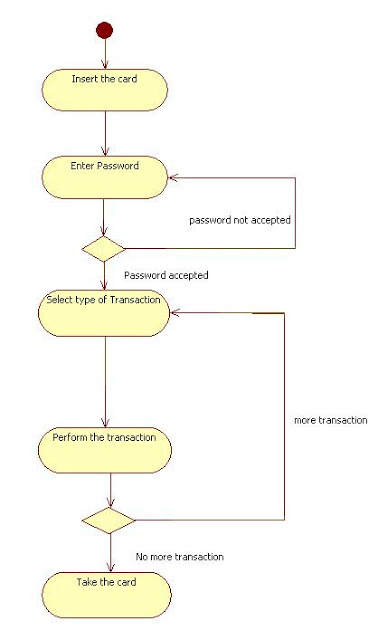 Insert the card
Enter Password
password not accepted
Password accepted
Select type of Transaction
more transaction
Perform the transaction
No more transaction
Take the card